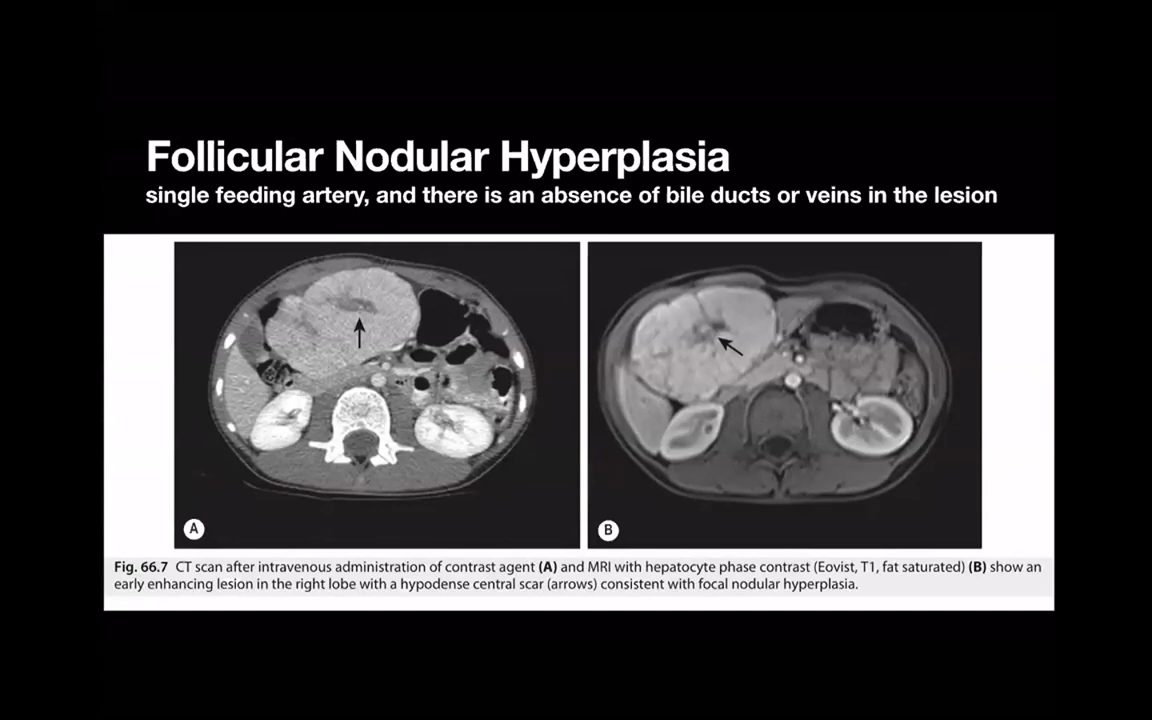 Follicular Nodular Hyperplasia
single feeding artery, and there is an absence of bile ducts or veins in the lesion
A
B
Fig. 66.7 CT scan after intravenous administration of contrast agent (A) and MRI with hepatocyte phase contrast (Eovist, T1, fat saturated) (B) show an
early enhancing lesion in the right lobe with a hypodense central scar (arrows) consistent with focal nodular hyperplasia.